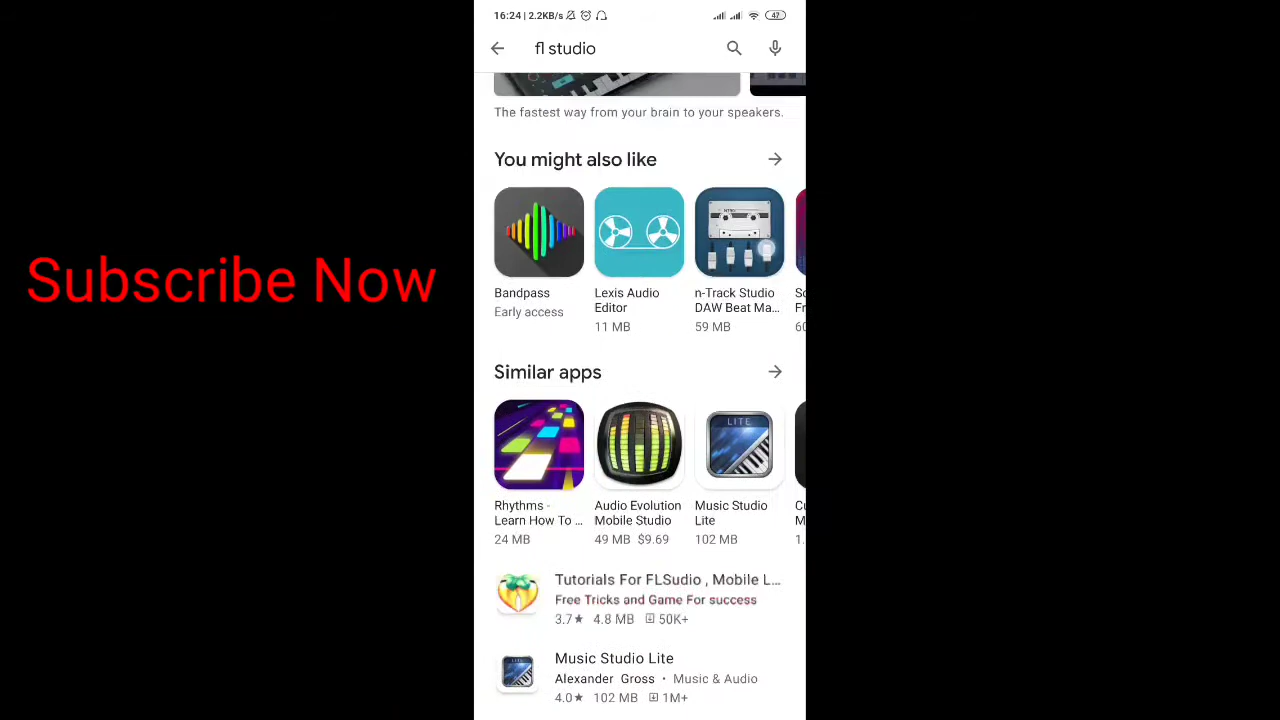 16:24 | 2.2KB/s
47
fl studio
The fastest way from your brain to your speakers.
Subscribe Now
You might also like
Bandpass
Early access
Lexis Audio
Editor
11 MB
n-Track Studio
DAW Beat Ma...
59 MB
Similar apps
LITE
Rhythms -
Learn How To ...
24 MB
Audio Evolution
Mobile Studio
49 MB $9.69
Music Studio
Lite
102 MB
Tutorials For FLSudio , Mobile L...
Free Tricks and Game For success
3.7★ 4.8 MB 50K+
Music Studio Lite
Alexander Gross • Music & Audio
4.0★ 102 MB 1M+